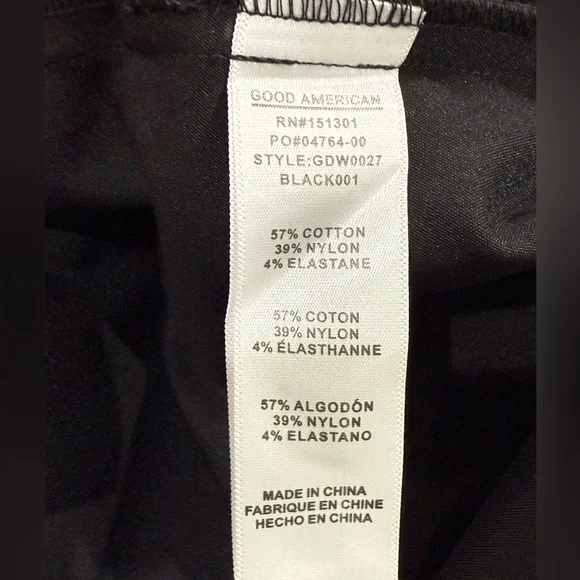 GOOD AMERICAN
RN#151301
PO#04764-00
STYLE:GDW0027
BLACK001
57% COTTON
39% NYLON
4% ELASTANE
57% COTON
39% NYLON
4% ÉLASTHANNE
57% ALGODÓN
39% NYLON
4% ELASTANO
MADE IN CHINA
FABRIQUE EN CHINE
HECHO EN CHINA